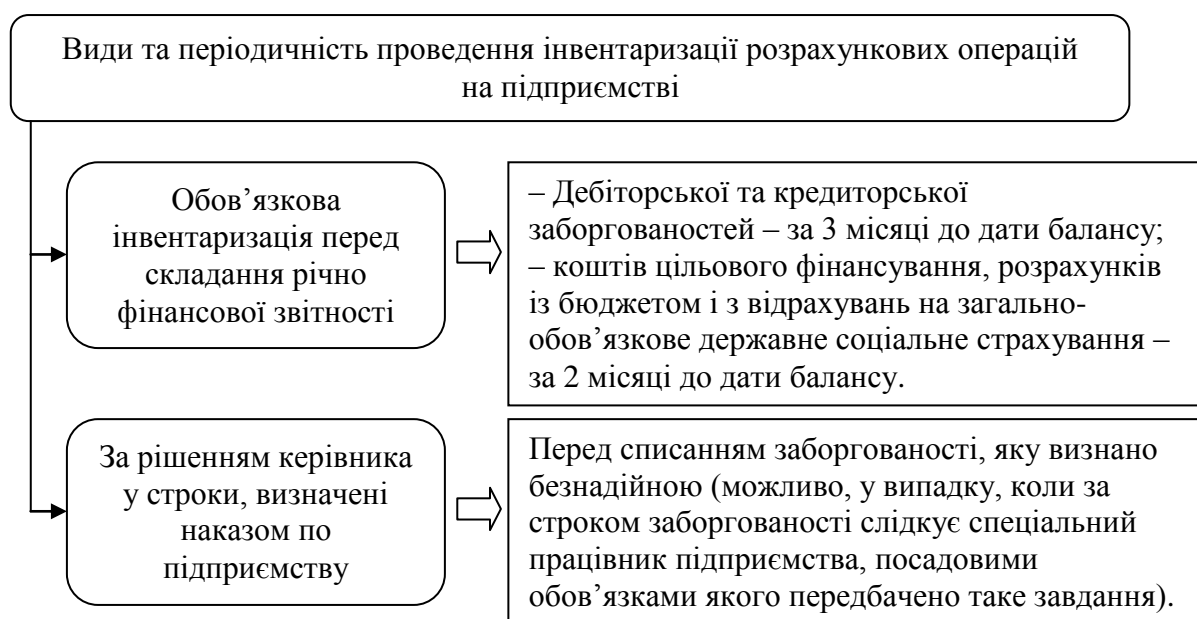 Види та періодичність проведення інвентаризації розрахункових операцій
на підприємстві
Обов’язкова
інвентаризація перед
складання річно
фінансової звітності
– Дебіторської та кредиторської
заборгованостей – за 3 місяці до дати балансу;
– коштів цільового фінансування, розрахунків
із бюджетом і з відрахувань на загально-
обов’язкове державне соціальне страхування –
за 2 місяці до дати балансу.
За рішенням керівника
у строки, визначені
наказом по
підприємству
Перед списанням заборгованості, яку визнано
безнадійною (можливо, у випадку, коли за
строком заборгованості слідкує спеціальний
працівник підприємства, посадовими
обов’язками якого передбачено таке завдання).